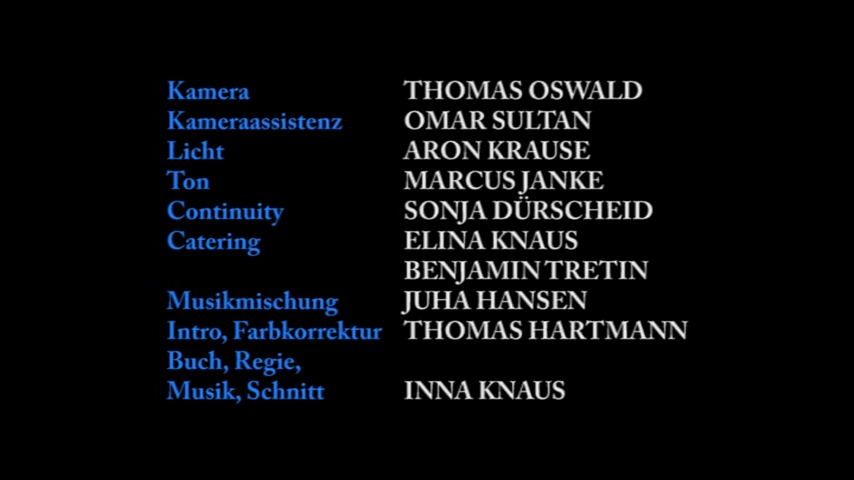 Kamera THOMAS OSWALD
Kameraassistenz OMAR SULTAN
Licht ARON KRAUSE
Ton MARCUS JANKE
Continuity SONJA DÜRSCHEID
Catering ELINA KNAUS
BENJAMIN TRETIN
Musikmischung JUHA HANSEN
Intro, Farbkorrektur THOMAS HARTMANN
Buch, Regie,
Musik, Schnitt INNA KNAUS